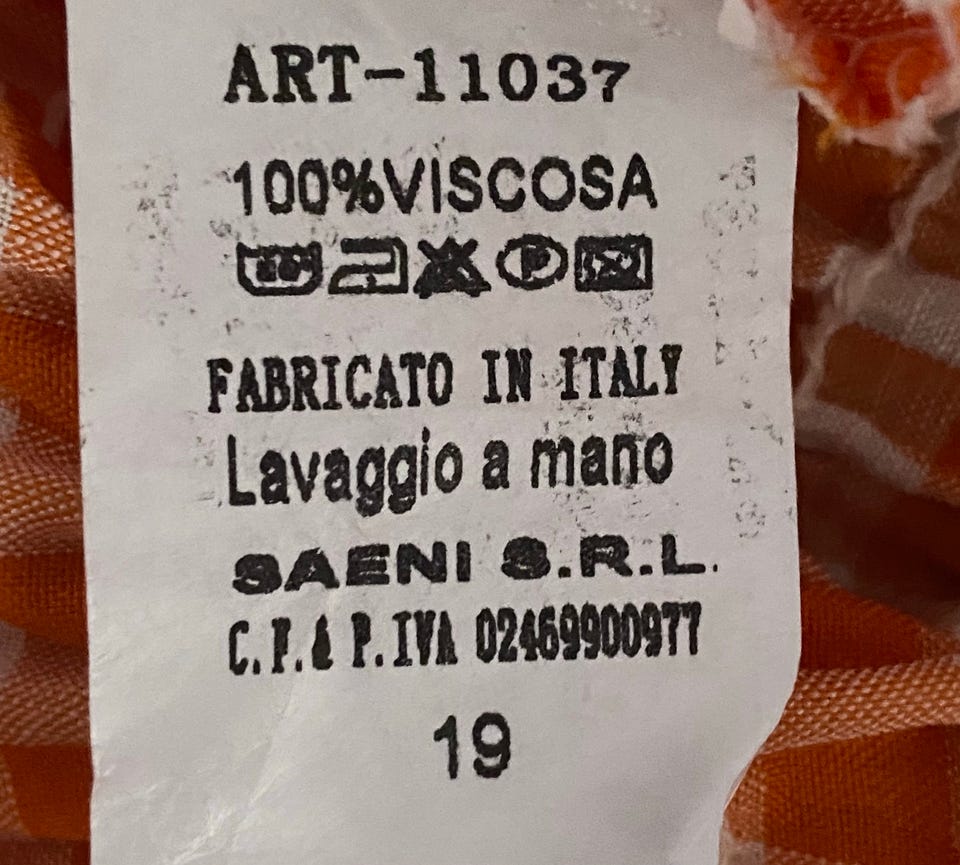 ART-11037
100%VISCOSA
FABRICATO IN ITALY
Lavaggio a mano
SAENI S.R.L.
C.F.& P.IVA 02469900977
19